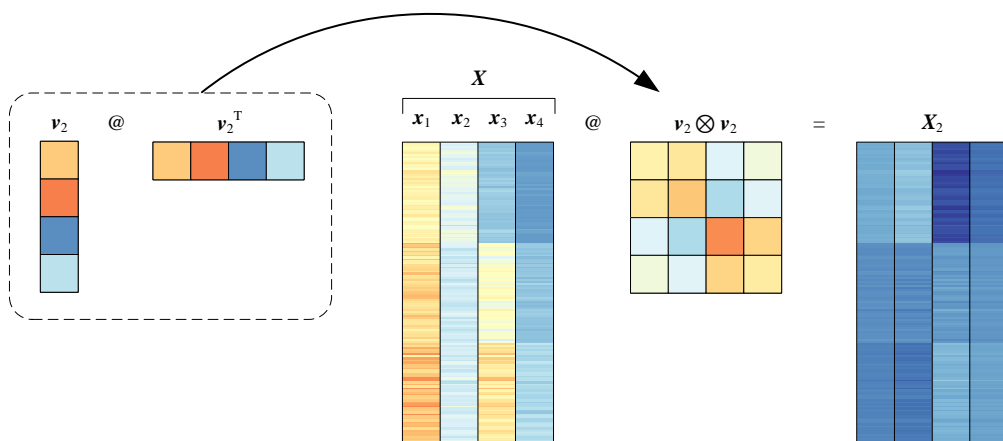 X
v₂ @ v₂ᵀ x₁ x₂ x₃ x₄ @ v₂ ⊗ v₂ = X₂